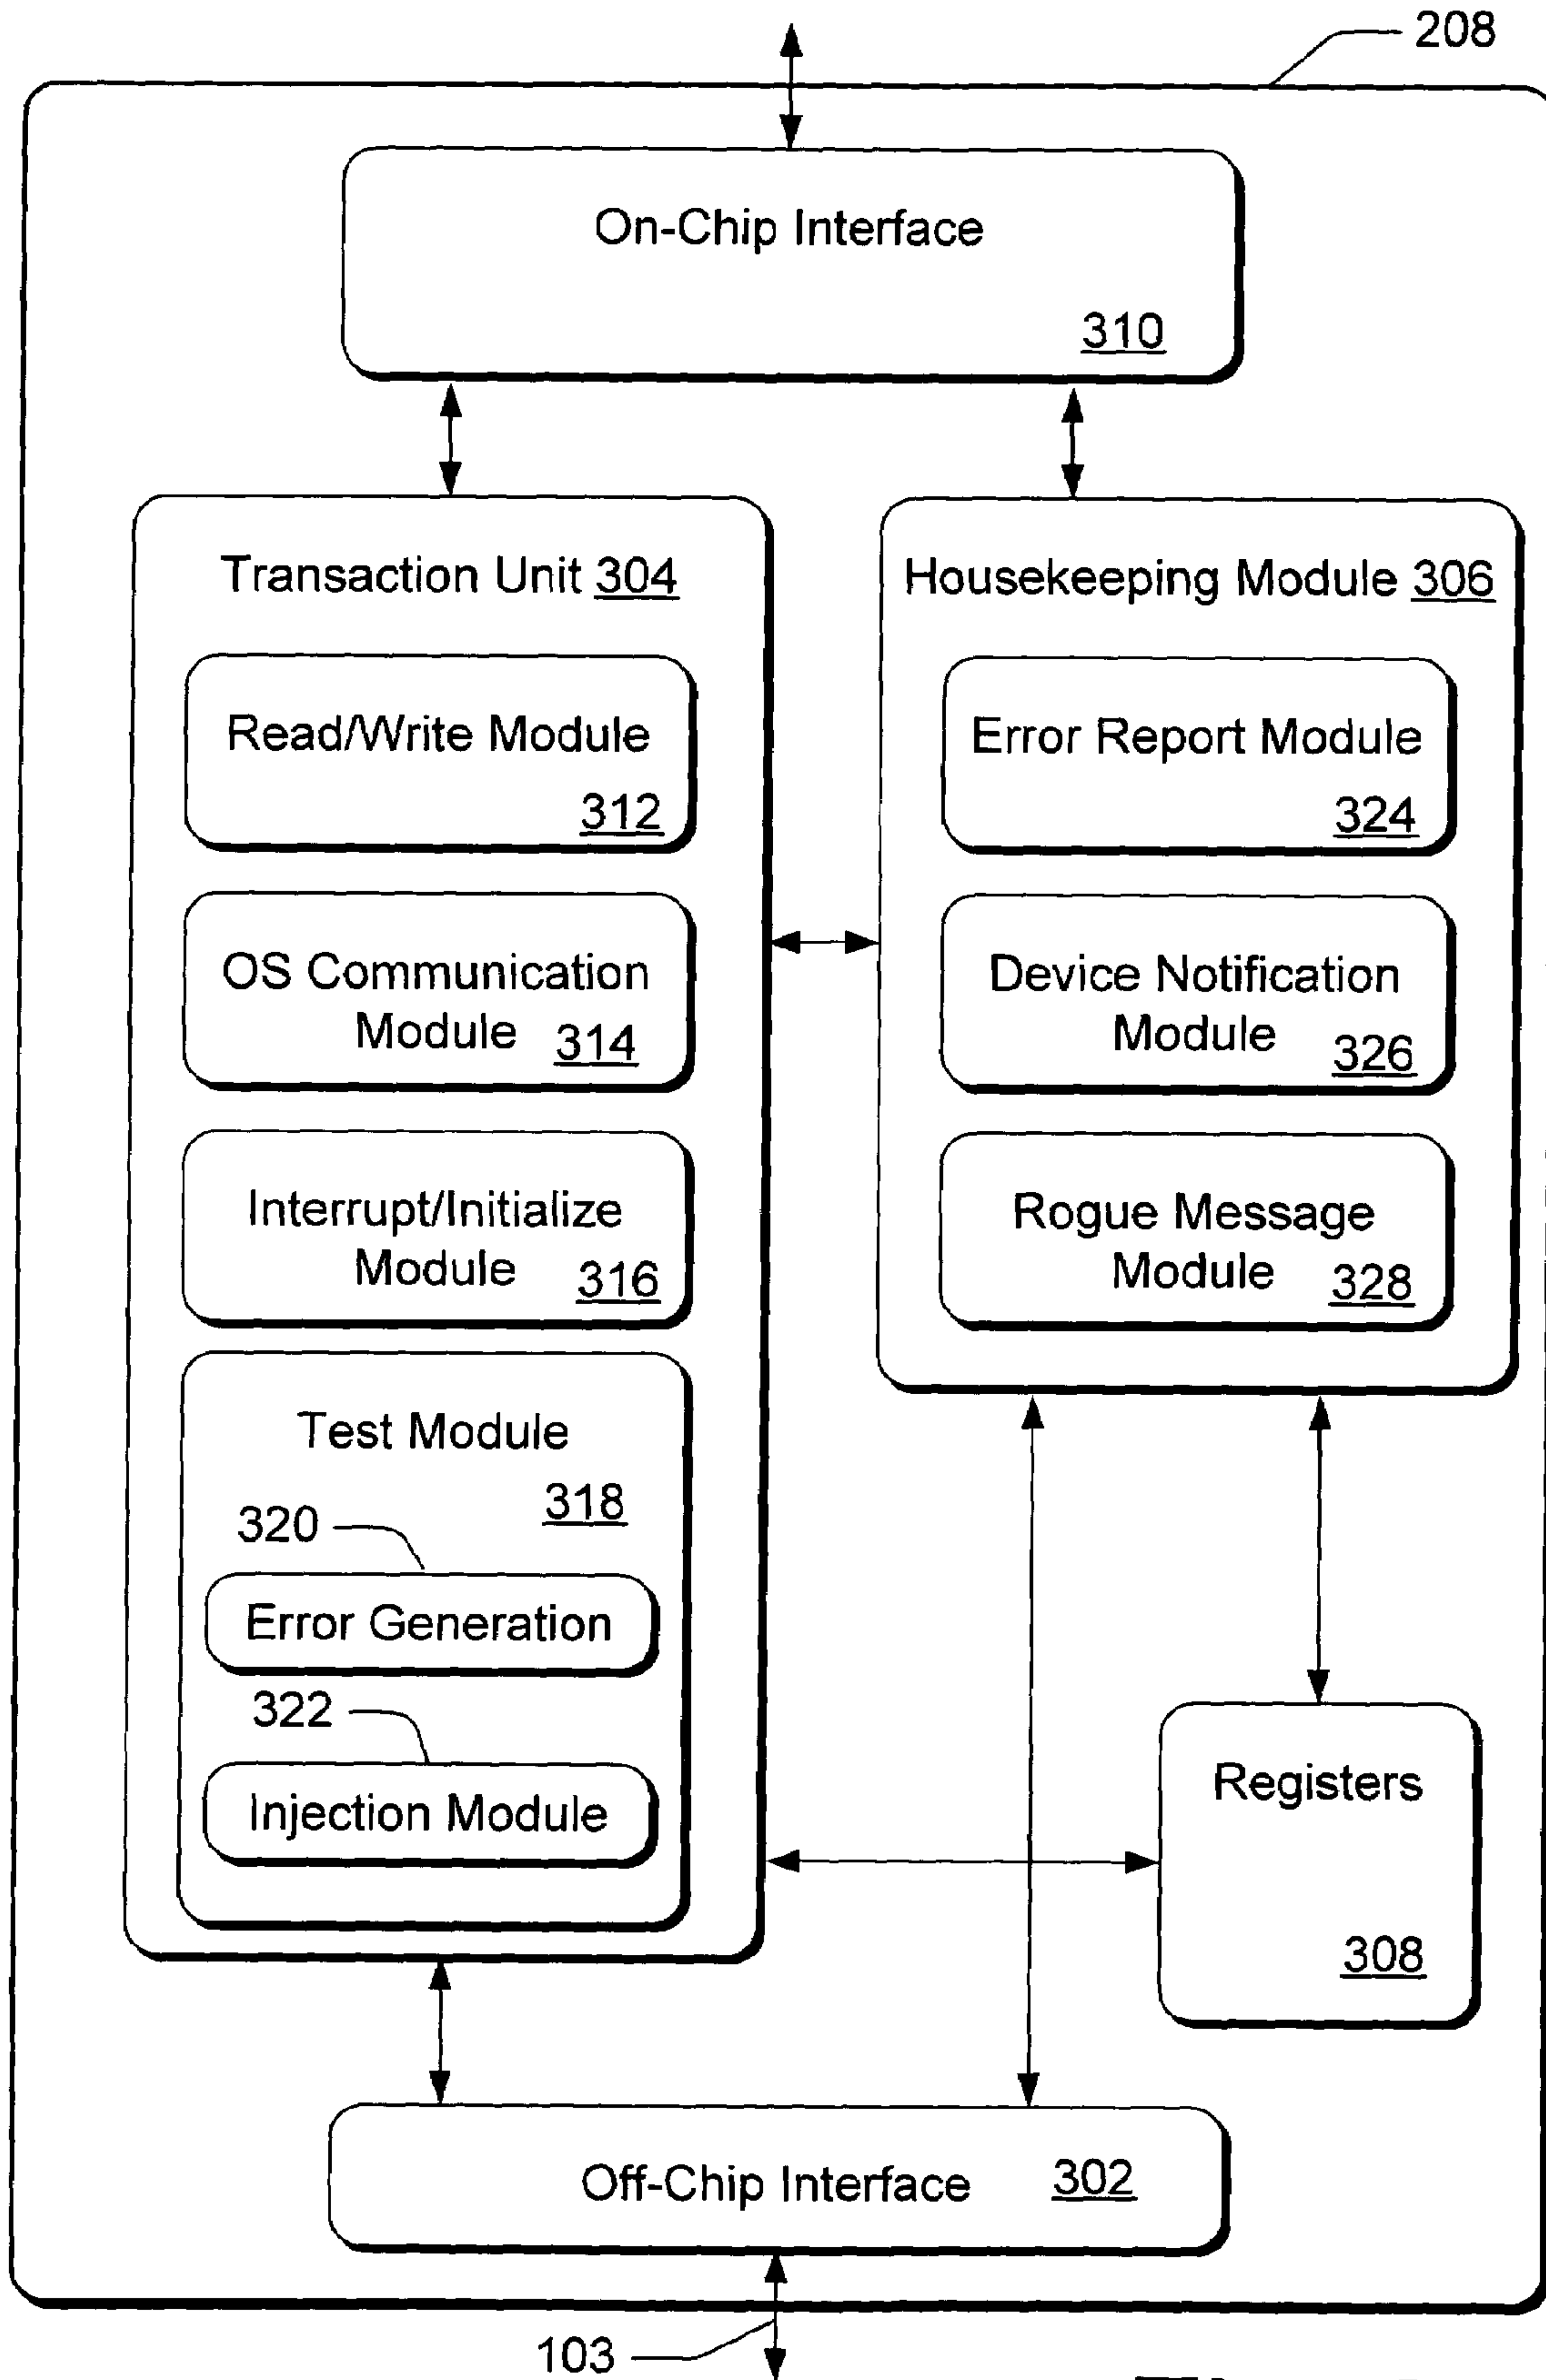 208
On-Chip Interface
310
Transaction Unit 304
Read/Write Module
312
OS Communication
Module 314
Interrupt/Initialize
Module 316
Test Module
318
320
Error Generation
322
Injection Module
Housekeeping Module 306
Error Report Module
324
Device Notification
Module 326
Rogue Message
Module 328
Registers
308
Off-Chip Interface 302
103